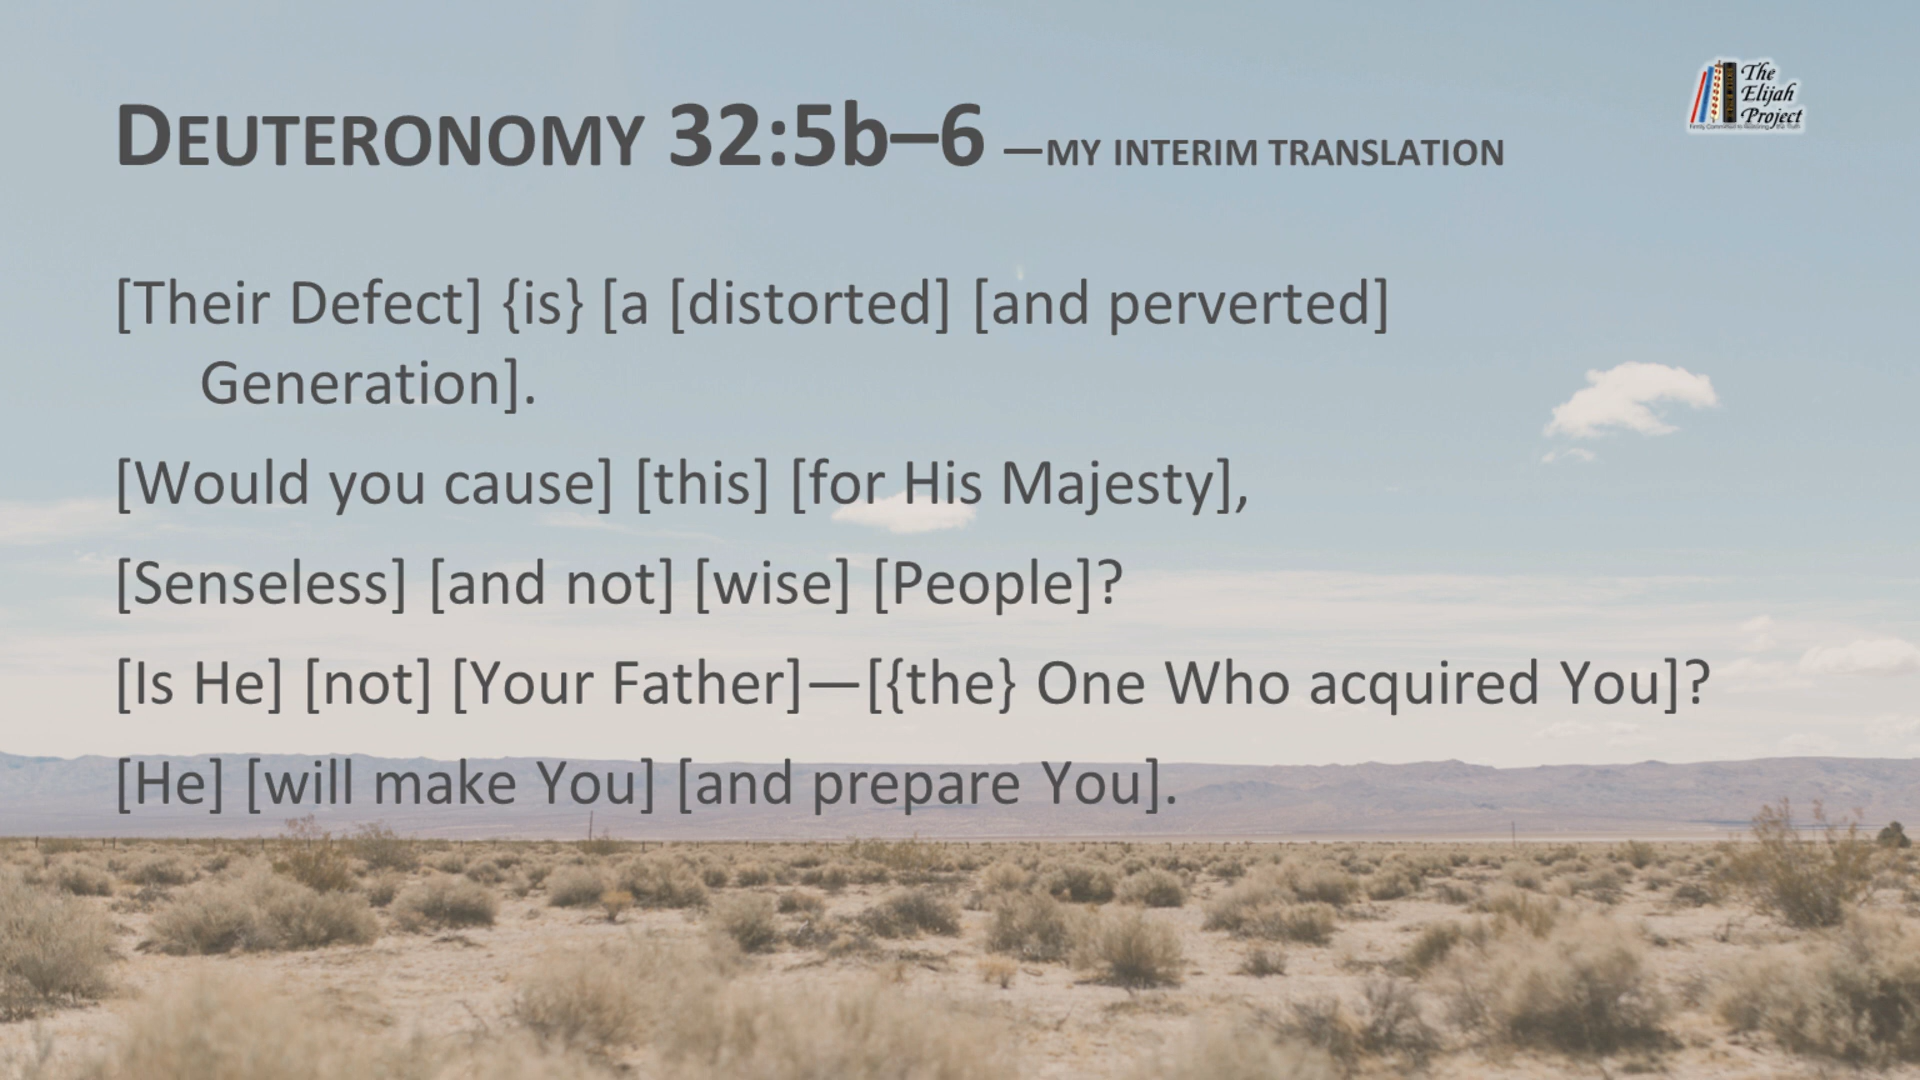 DEUTERONOMY 32:5b–6 —MY INTERIM TRANSLATION
The
Elijah
Project
[Their Defect] {is} [a [distorted] [and perverted]
Generation].
[Would you cause] [this] [for His Majesty],
[Senseless] [and not] [wise] [People]?
[Is He] [not] [Your Father]—[{the} One Who acquired You]?
[He] [will make You] [and prepare You].